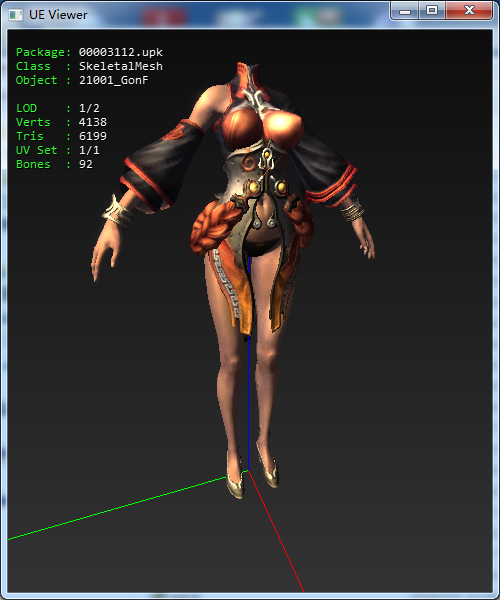 UE Viewer
Package: 00003112.upk
Class : SkeletalMesh
Object : 21001_GonF
LOD : 1/2
Verts : 4138
Tris : 6199
UV Set : 1/1
Bones : 92